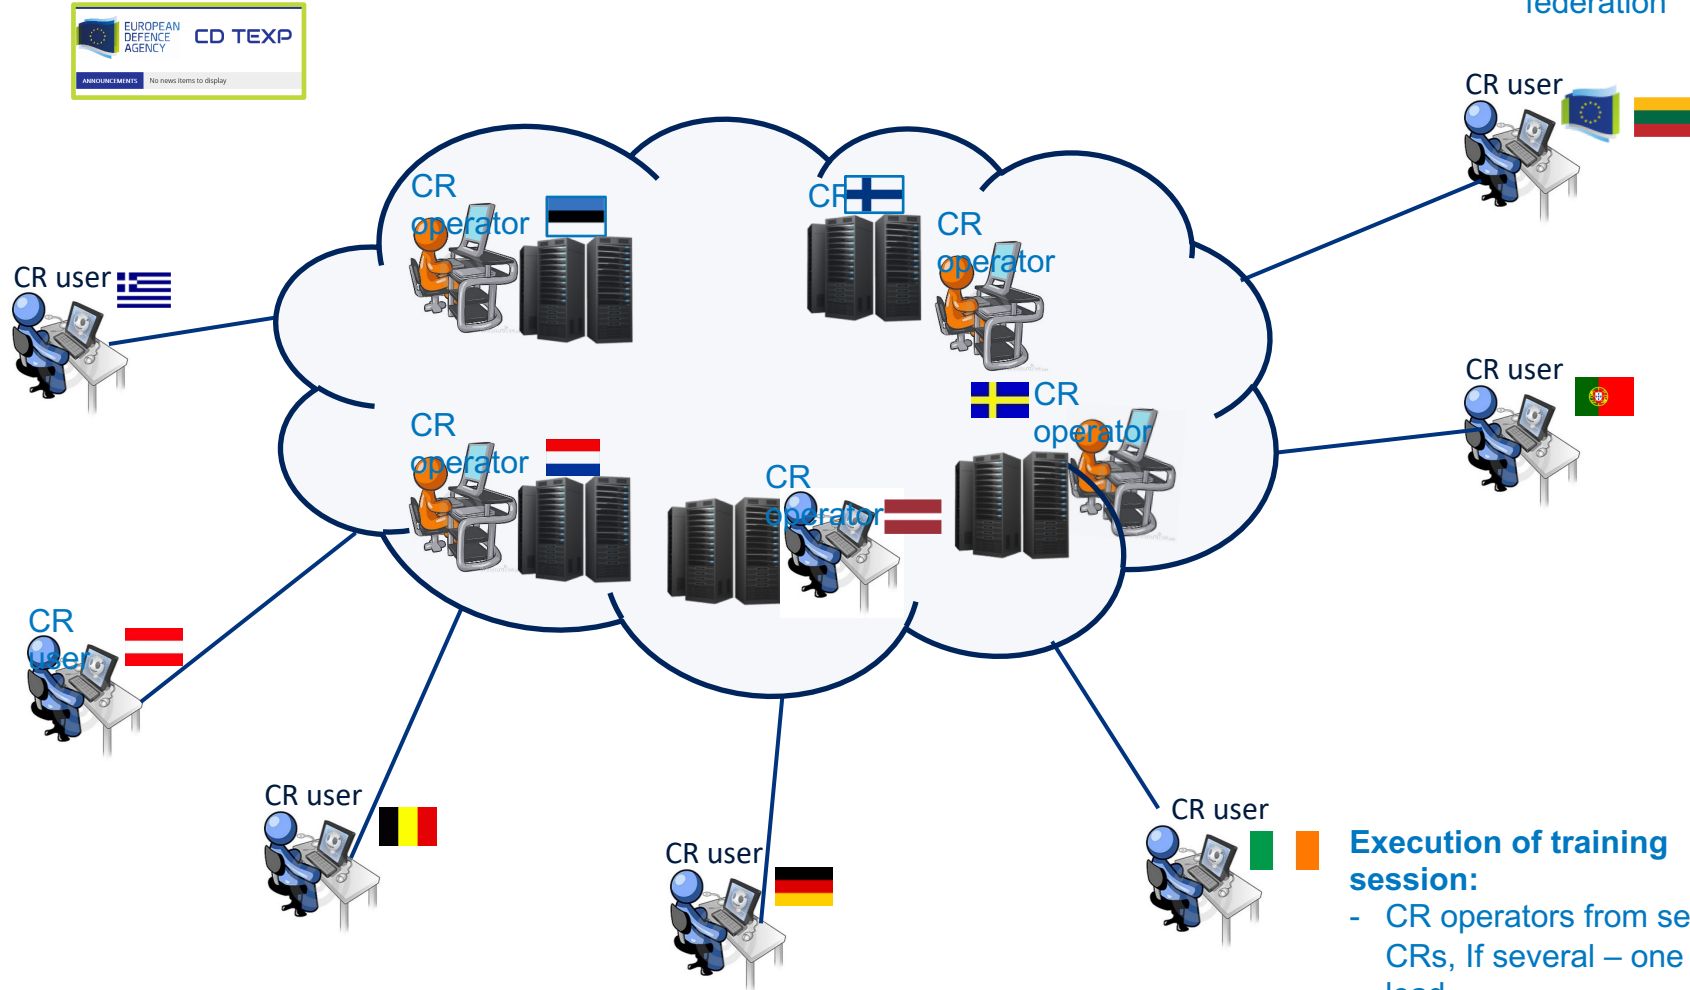 federation
EUROPEAN
DEFENCE
AGENCY
CD TEXP
ANNOUNCEMENTS No news items to display
CR user
CR
operator
CR
CR
operator
CR user
CR user
CR
operator
CR
operator
CR
operator
CR
user
CR user
CR user
CR user
Execution of training
session:
- CR operators from se
CRs, If several – one
lead